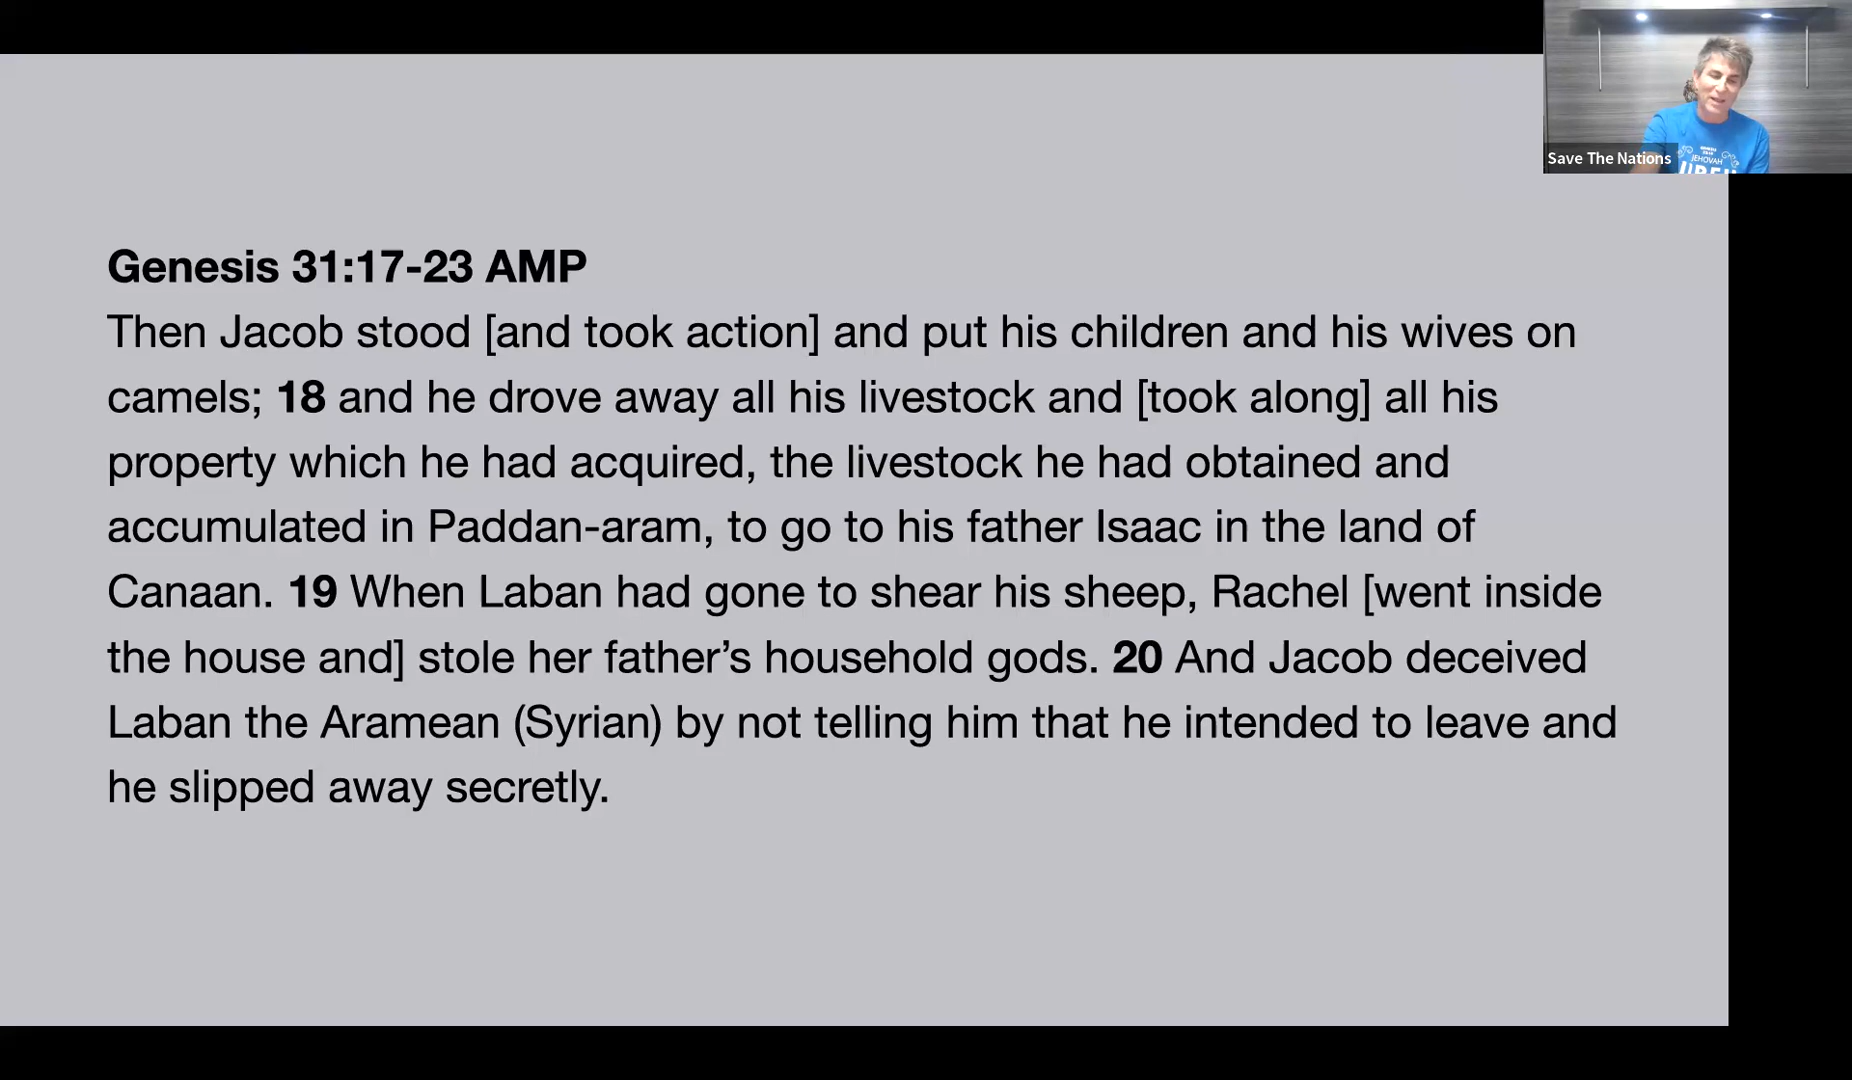 Genesis 31:17-23 AMP
Then Jacob stood [and took action] and put his children and his wives on
camels; 18 and he drove away all his livestock and [took along] all his
property which he had acquired, the livestock he had obtained and
accumulated in Paddan-aram, to go to his father Isaac in the land of
Canaan. 19 When Laban had gone to shear his sheep, Rachel [went inside
the house and] stole her father’s household gods. 20 And Jacob deceived
Laban the Aramean (Syrian) by not telling him that he intended to leave and
he slipped away secretly.
Save The Nations
JEHOVAH